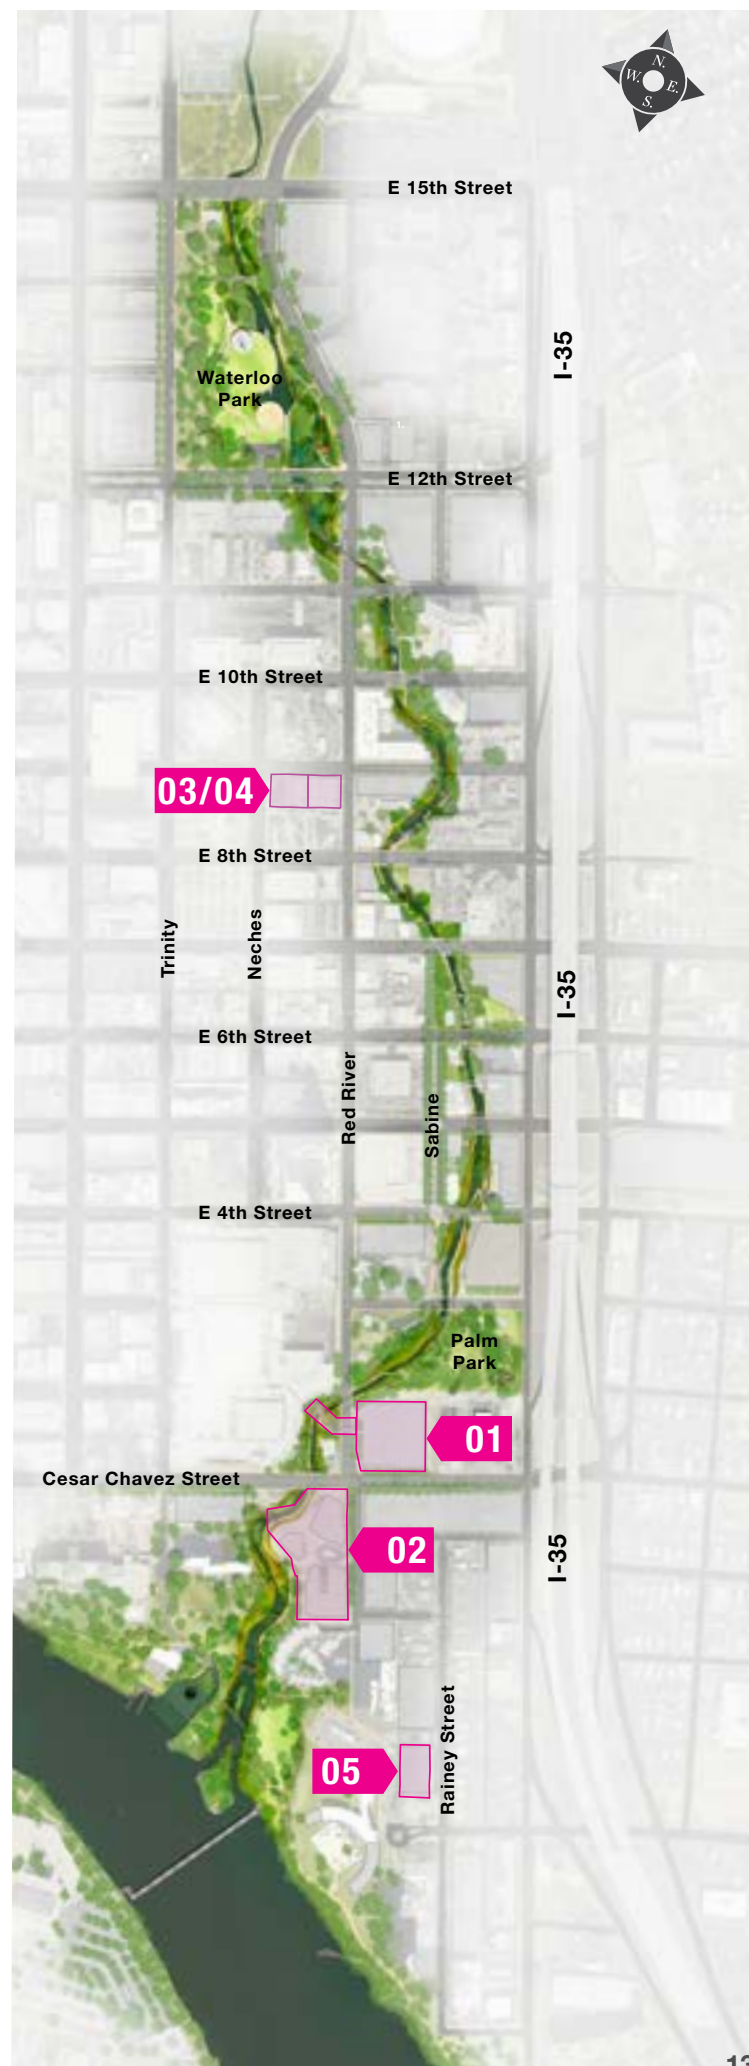 N.
W.
E.
S.
E 15th Street
I-35
Waterloo
Park
1.
E 12th Street
E 10th Street
03/04
E 8th Street
Trinity
Neches
I-35
E 6th Street
Red River
Sabine
E 4th Street
Palm
Park
01
Cesar Chavez Street
02
I-35
Rainey Street
05